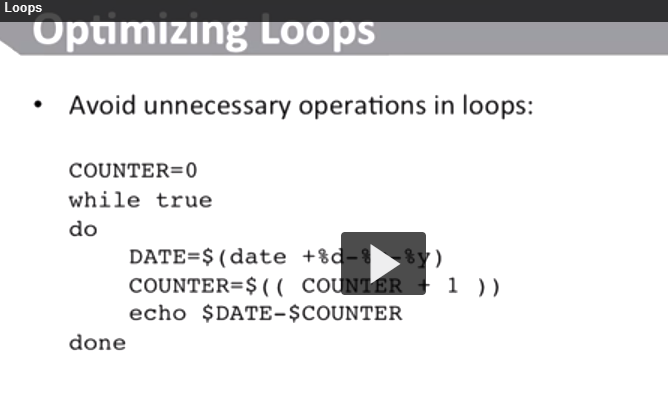 Loops
Optimizing Loops
• Avoid unnecessary operations in loops:
COUNTER=0
while true
do
DATE=$(date +%d-% -%y)
COUNTER=$(( COUNTER + 1 ))
echo $DATE-$COUNTER
done